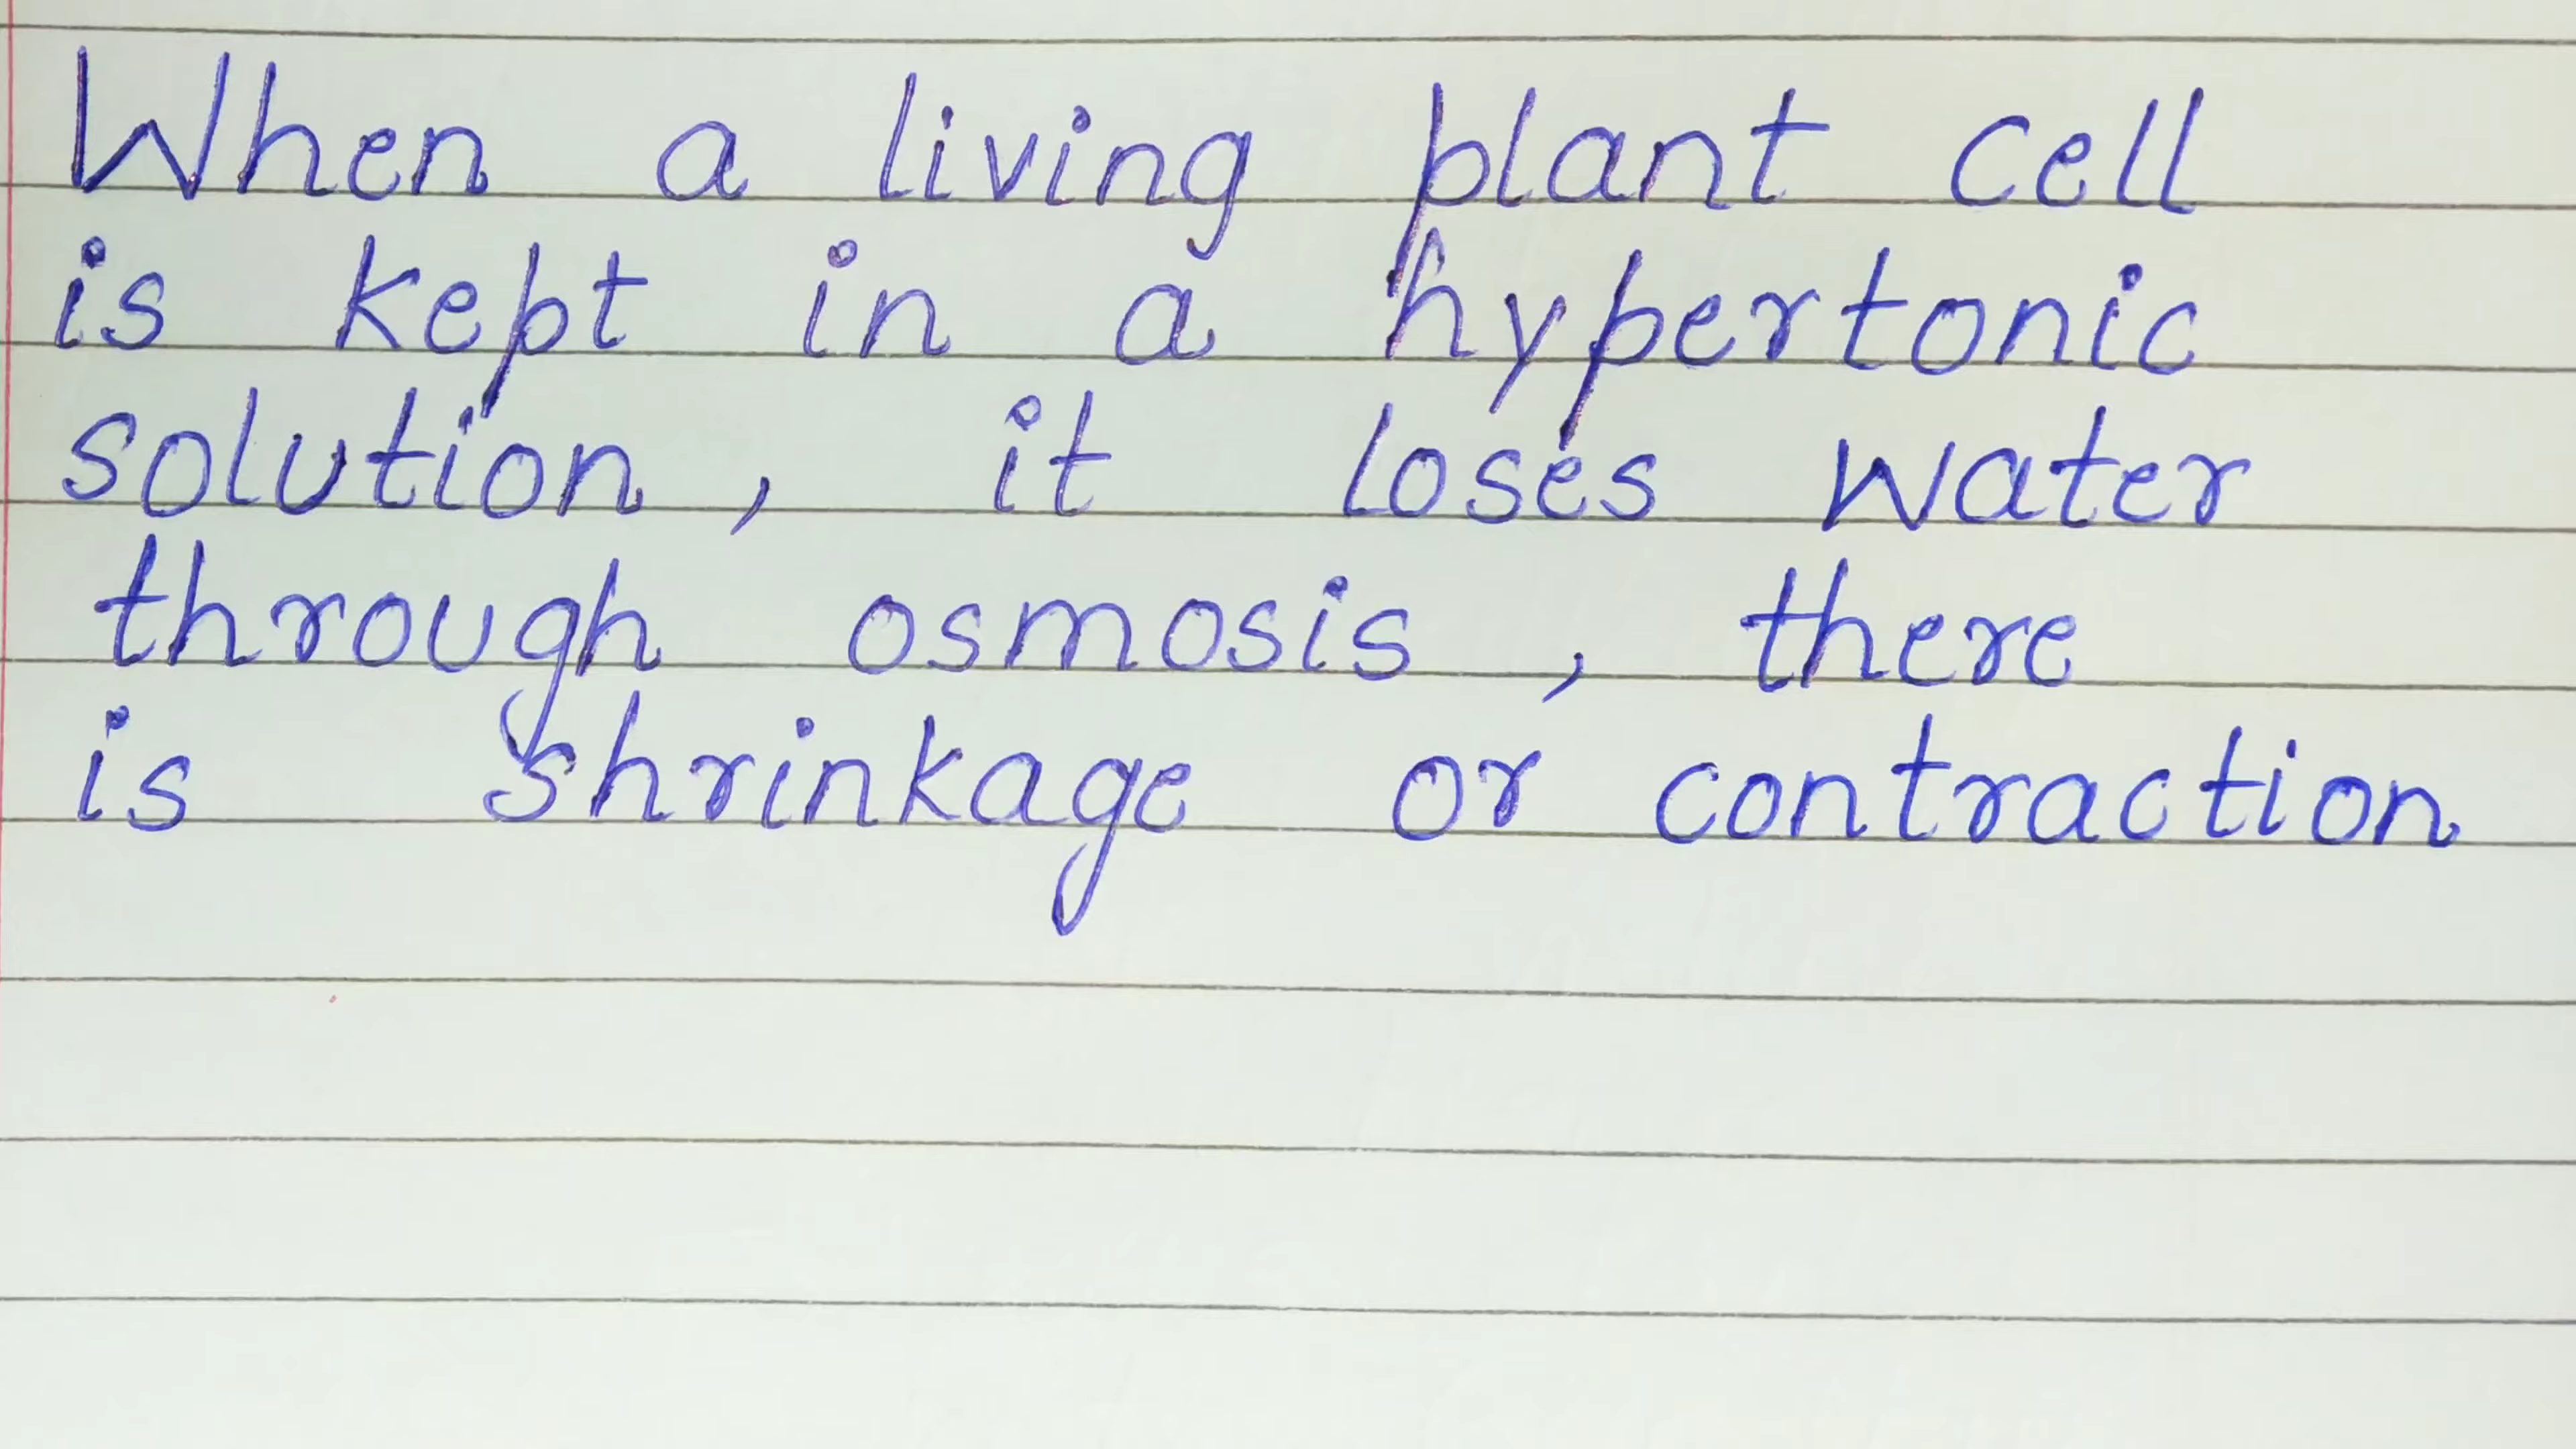 When a living plant cell
is kept in a hypertonic
solution, it loses water
through osmosis, there
is shrinkage or contraction